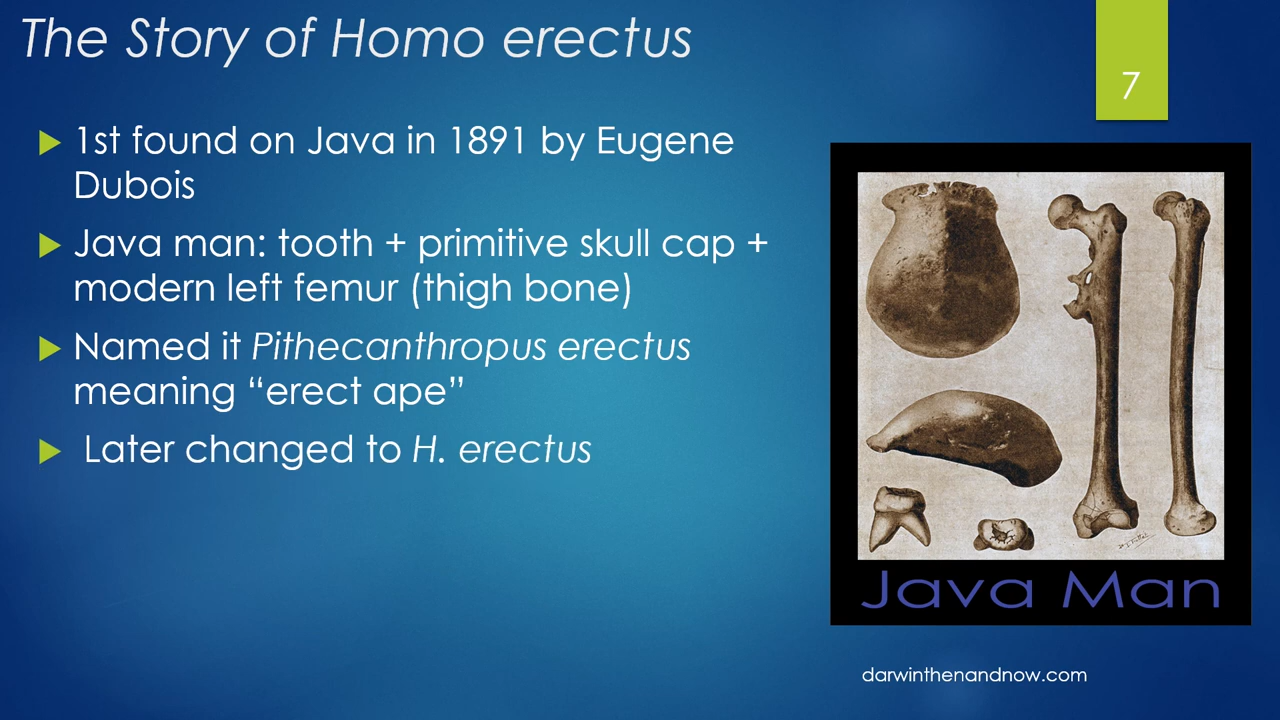 The Story of Homo erectus
7
1st found on Java in 1891 by Eugene
Dubois
Java man: tooth + primitive skull cap +
modern left femur (thigh bone)
Named it Pithecanthropus erectus
meaning “erect ape”
Later changed to H. erectus
Java Man
darwinthenandnow.com